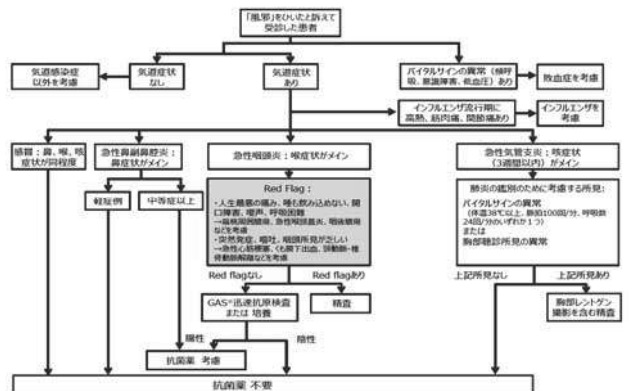 「風邪」をひいたと訴えて
受診した患者
気道感染症
以外を考慮
気道症状
なし
気道症状
あり
バイタルサインの異常(頻呼
吸、意識障害、低血圧)あり
敗血症を考慮
インフルエンザ流行期に
高熱、筋肉痛、関節痛あり
インフルエンザを
考慮
感冒:鼻、喉、咳
症状が同程度
急性鼻副鼻腔炎:
鼻症状がメイン
急性咽頭炎:喉症状がメイン
急性気管支炎:咳症状
(3週間以内)がメイン
軽症例
中等症以上
Red Flag:
・人生最悪の痛み、唾も飲み込めない、開
口障害、嗄声、呼吸困難
→扁桃周囲膿瘍、急性喉頭蓋炎、咽後膿瘍
などを考慮
・突然発症、嘔吐、咽頭所見が乏しい
→急性心筋梗塞、くも膜下出血、頸動脈・椎
骨動脈解離などを考慮
肺炎の鑑別のために考慮する所見:
バイタルサインの異常
(体温38℃以上、脈拍100回/分、呼吸数
24回/分のいずれか1つ)
または
胸部聴診所見の異常
Red flagなし
Red flagあり
上記所見なし
上記所見あり
GAS*迅速抗原検査
または 培養
精査
胸部レントゲン
撮影を含む精査
陽性
陰性
抗菌薬 考慮
抗菌薬 不要